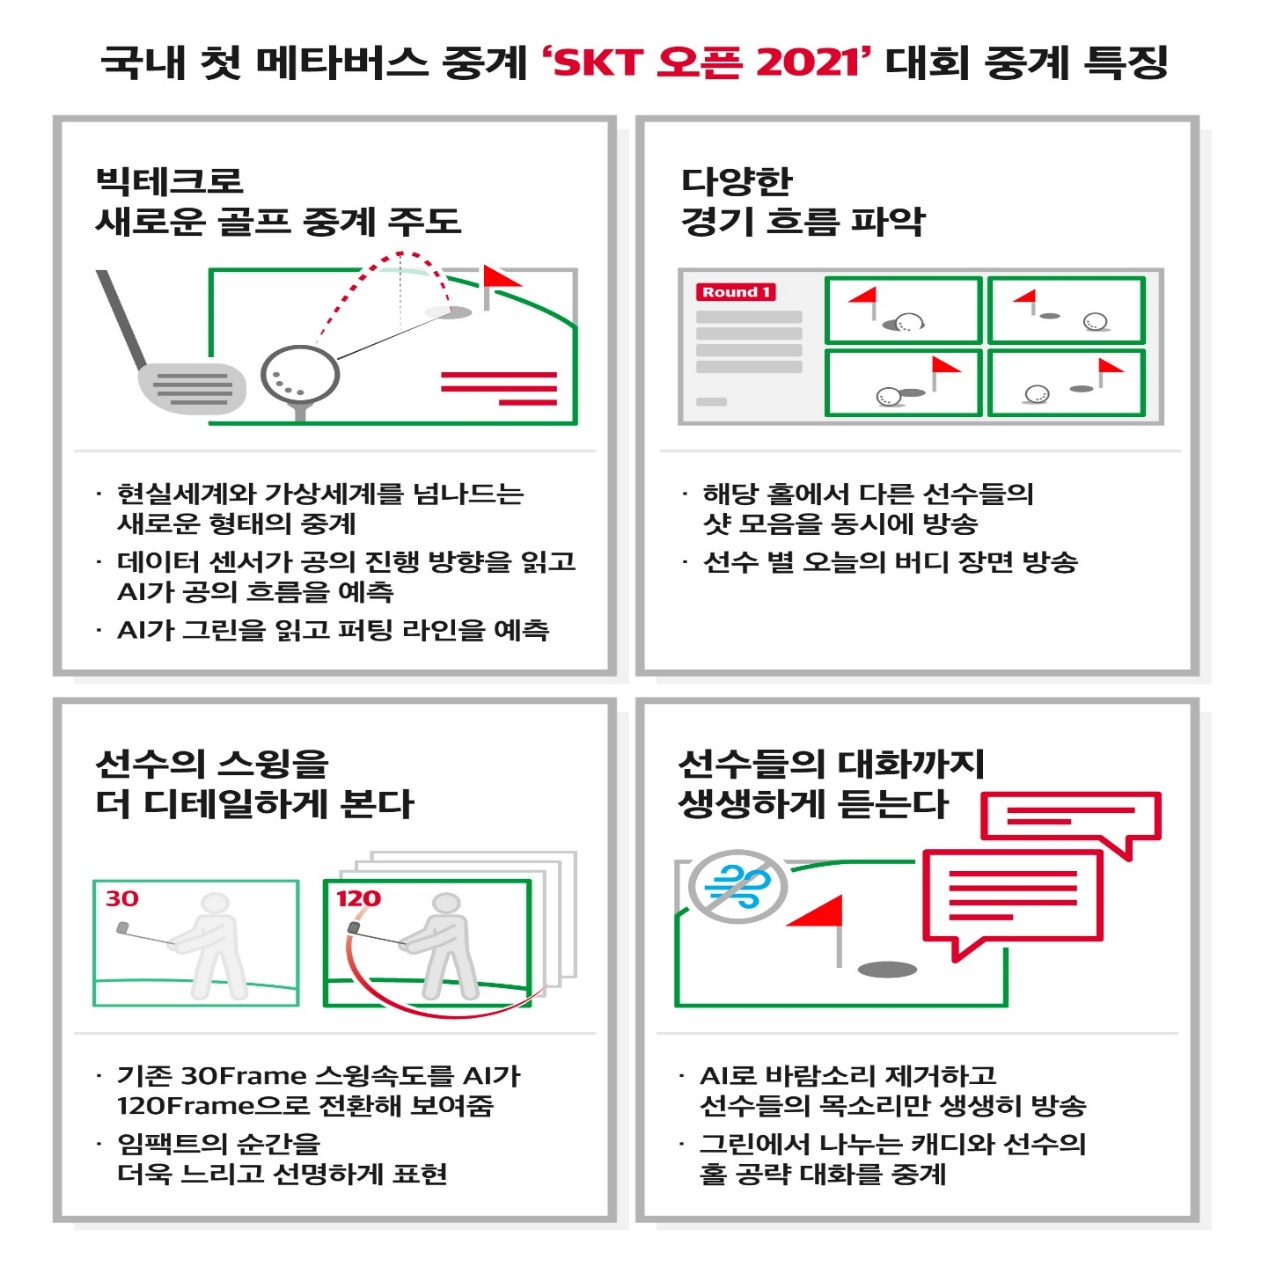 국내 첫 메타버스 중계 ‘SKT 오픈 2021’ 대회 중계 특징
빅테크로
새로운 골프 중계 주도
· 현실세계와 가상세계를 넘나드는
새로운 형태의 중계
· 데이터 센서가 공의 진행 방향을 읽고
AI가 공의 흐름을 예측
· AI가 그린을 읽고 퍼팅 라인을 예측
다양한
경기 흐름 파악
Round 1
· 해당 홀에서 다른 선수들의
샷 모음을 동시에 방송
· 선수 별 오늘의 버디 장면 방송
선수의 스윙을
더 디테일하게 본다
30
120
· 기존 30Frame 스윙속도를 AI가
120Frame으로 전환해 보여줌
· 임팩트의 순간을
더욱 느리고 선명하게 표현
선수들의 대화까지
생생하게 듣는다
· AI로 바람소리 제거하고
선수들의 목소리만 생생히 방송
· 그린에서 나누는 캐디와 선수의
홀 공략 대화를 중계